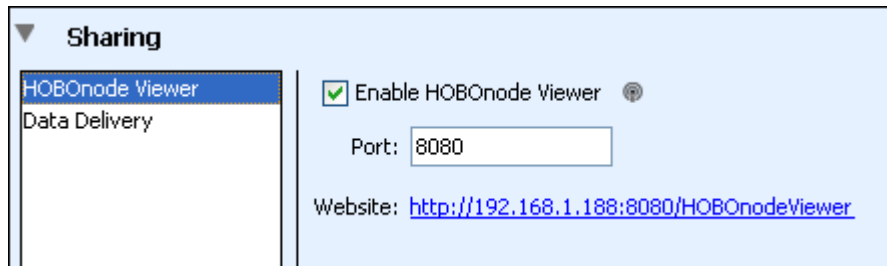 Sharing
HOBOnode Viewer
Data Delivery
Enable HOBOnode Viewer
Port: 8080
Website: http://192.168.1.188:8080/HOBOnodeViewer